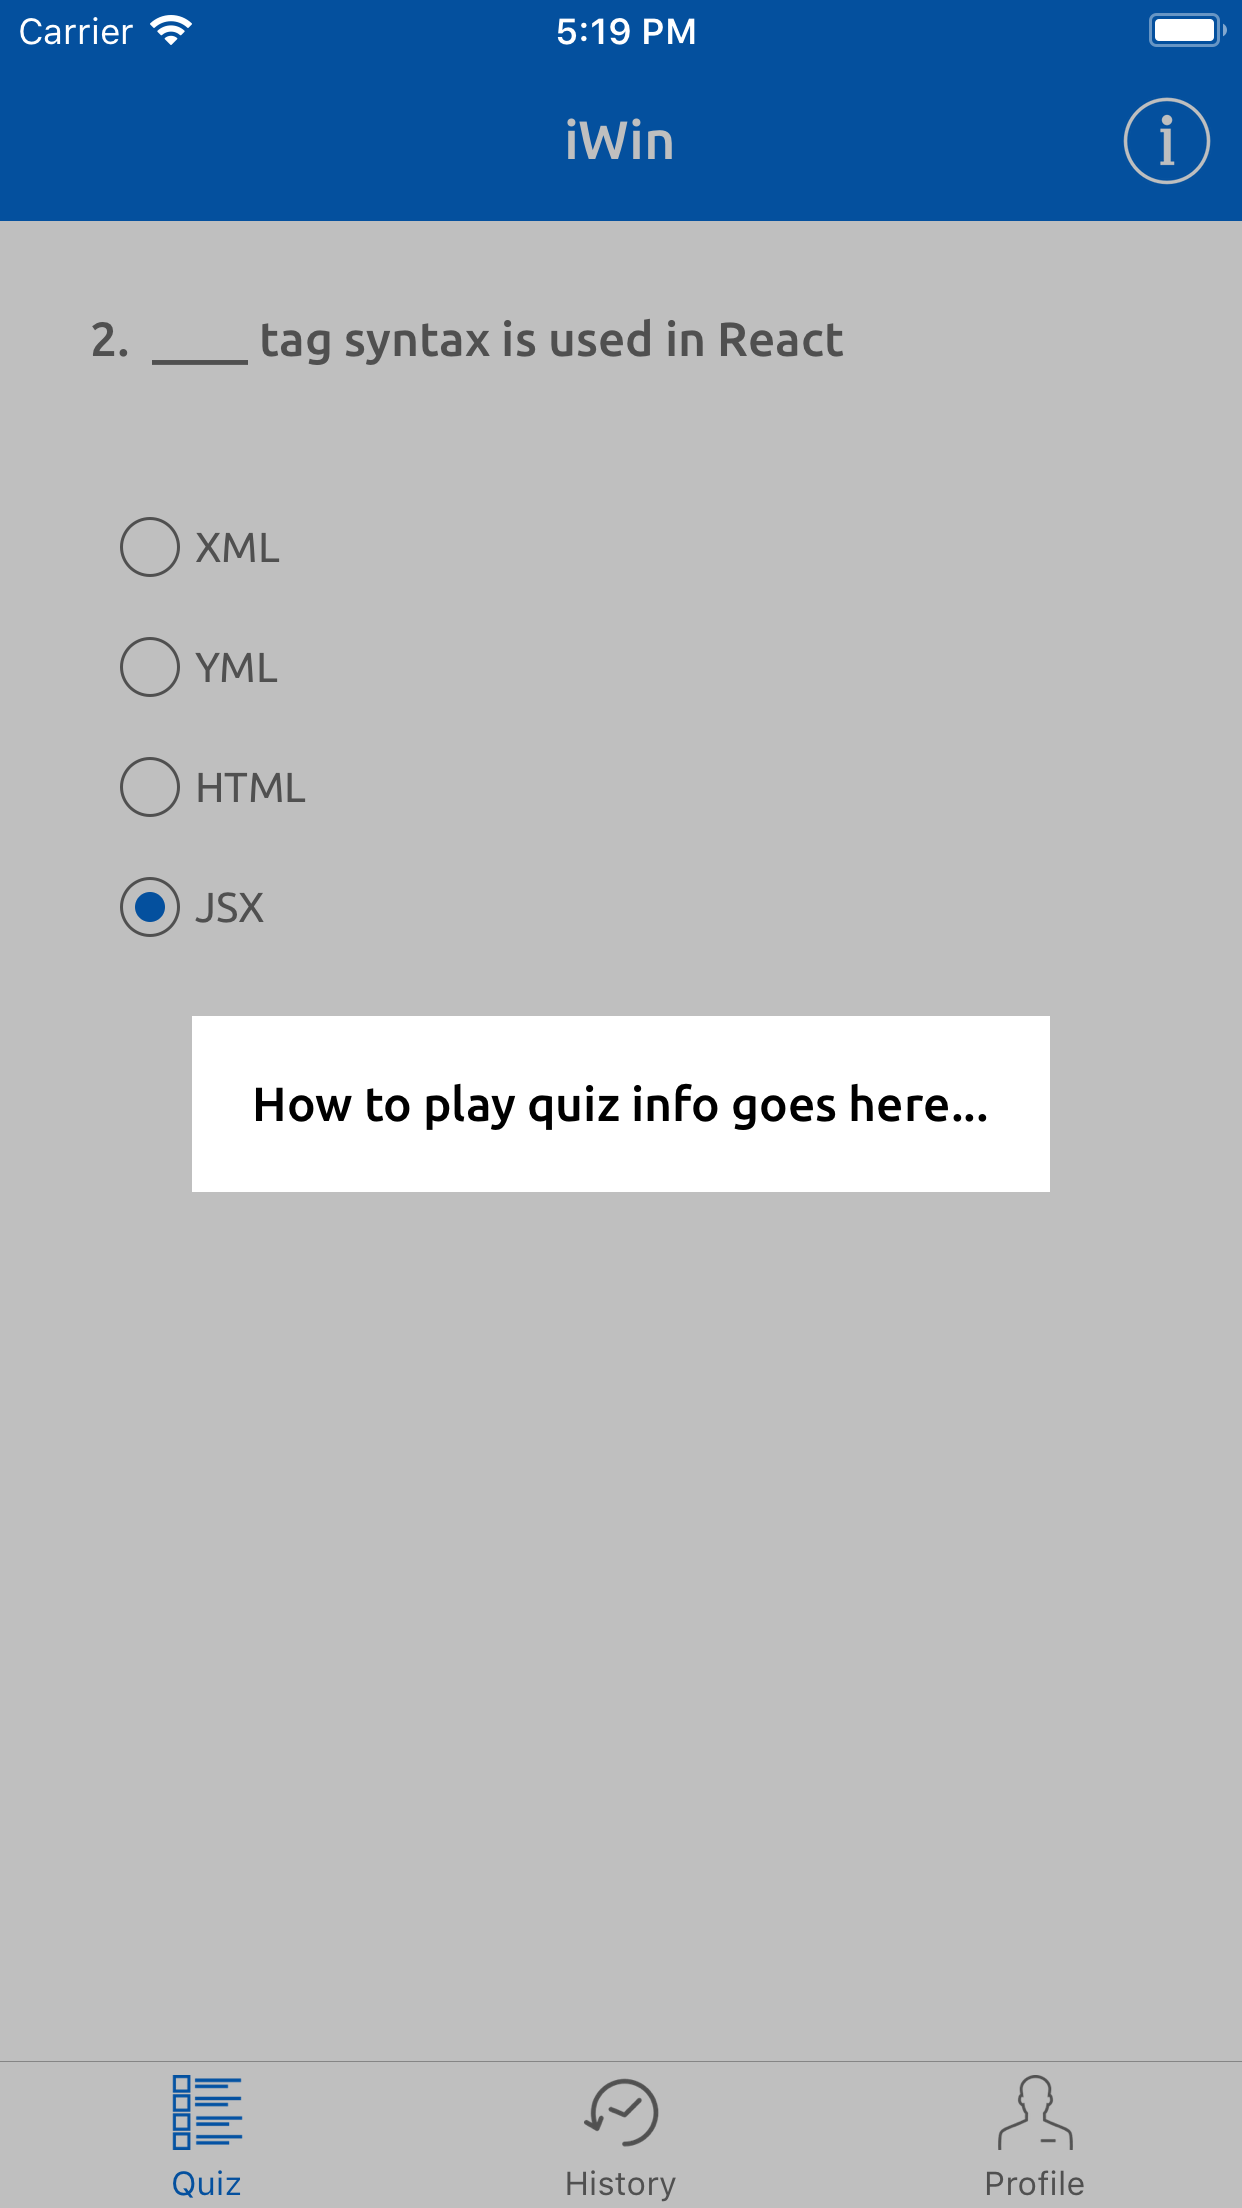 Carrier
5:19 PM
iWin
i
2. ____ tag syntax is used in React
XML
YML
HTML
JSX
How to play quiz info goes here...
Quiz
History
Profile